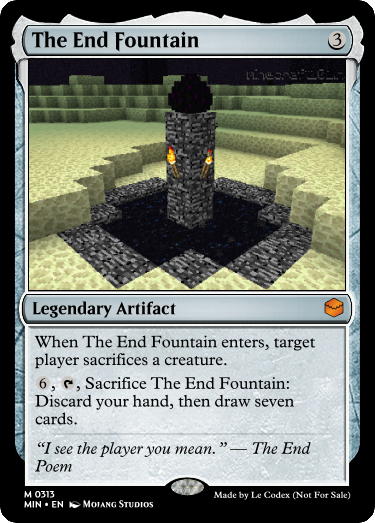 The End Fountain 3
minecraft
Legendary Artifact
When The End Fountain enters, target
player sacrifices a creature.
6, T, Sacrifice The End Fountain:
Discard your hand, then draw seven
cards.
“I see the player you mean.” — The End
Poem
M 0313
MIN • EN Mojang Studios
Made by Le Codex (Not For Sale)